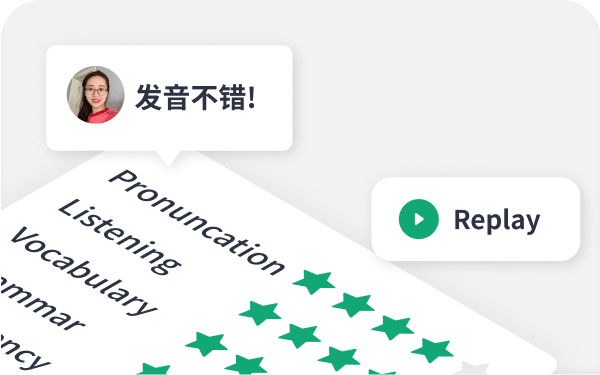 发音不错!
Pronuncation
Listening
Vocabulary
Replay